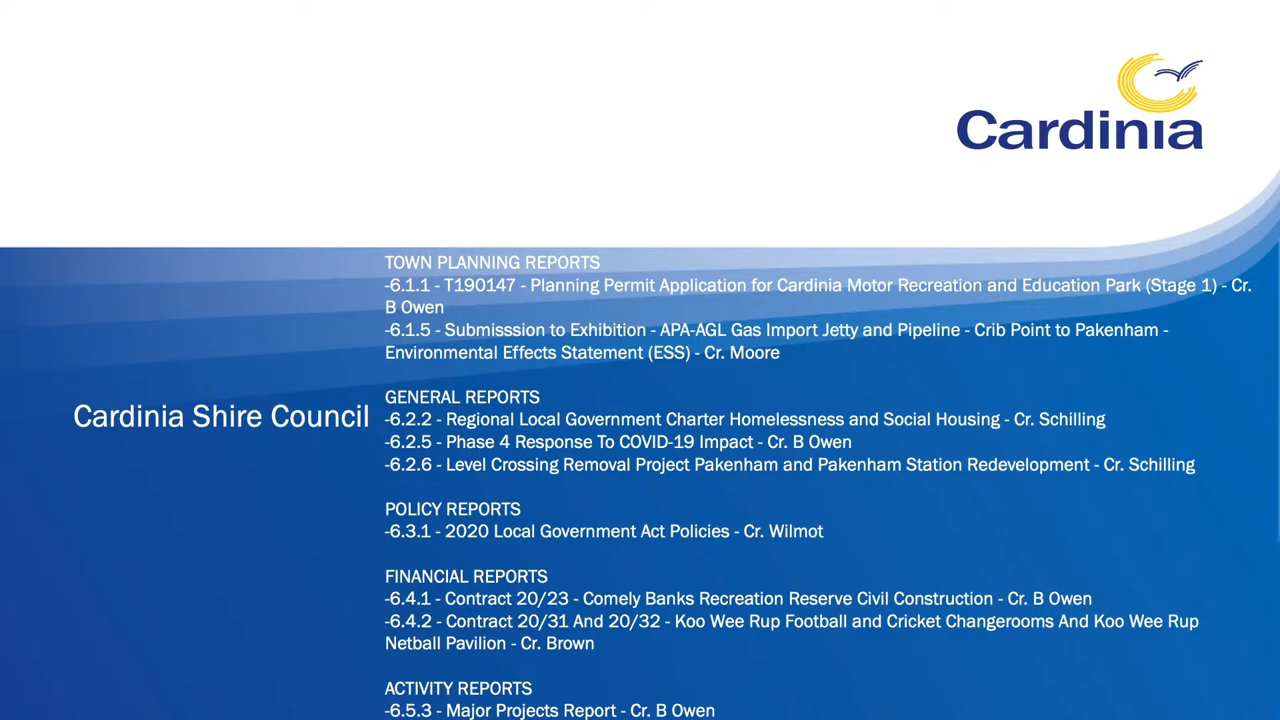 Cardinia
TOWN PLANNING REPORTS
-6.1.1 - T190147 - Planning Permit Application for Cardinia Motor Recreation and Education Park (Stage 1) - Cr.
B Owen
-6.1.5 - Submisssion to Exhibition - APA-AGL Gas Import Jetty and Pipeline - Crib Point to Pakenham -
Environmental Effects Statement (ESS) - Cr. Moore
GENERAL REPORTS
Cardinia Shire Council
-6.2.2 - Regional Local Government Charter Homelessness and Social Housing - Cr. Schilling
-6.2.5 - Phase 4 Response To COVID-19 Impact - Cr. B Owen
-6.2.6 - Level Crossing Removal Project Pakenham and Pakenham Station Redevelopment - Cr. Schilling
POLICY REPORTS
-6.3.1 - 2020 Local Government Act Policies - Cr. Wilmot
FINANCIAL REPORTS
-6.4.1 - Contract 20/23 - Comely Banks Recreation Reserve Civil Construction - Cr. B Owen
-6.4.2 - Contract 20/31 And 20/32 - Koo Wee Rup Football and Cricket Changerooms And Koo Wee Rup
Netball Pavilion - Cr. Brown
ACTIVITY REPORTS
-6.5.3 - Major Projects Report - Cr. B Owen